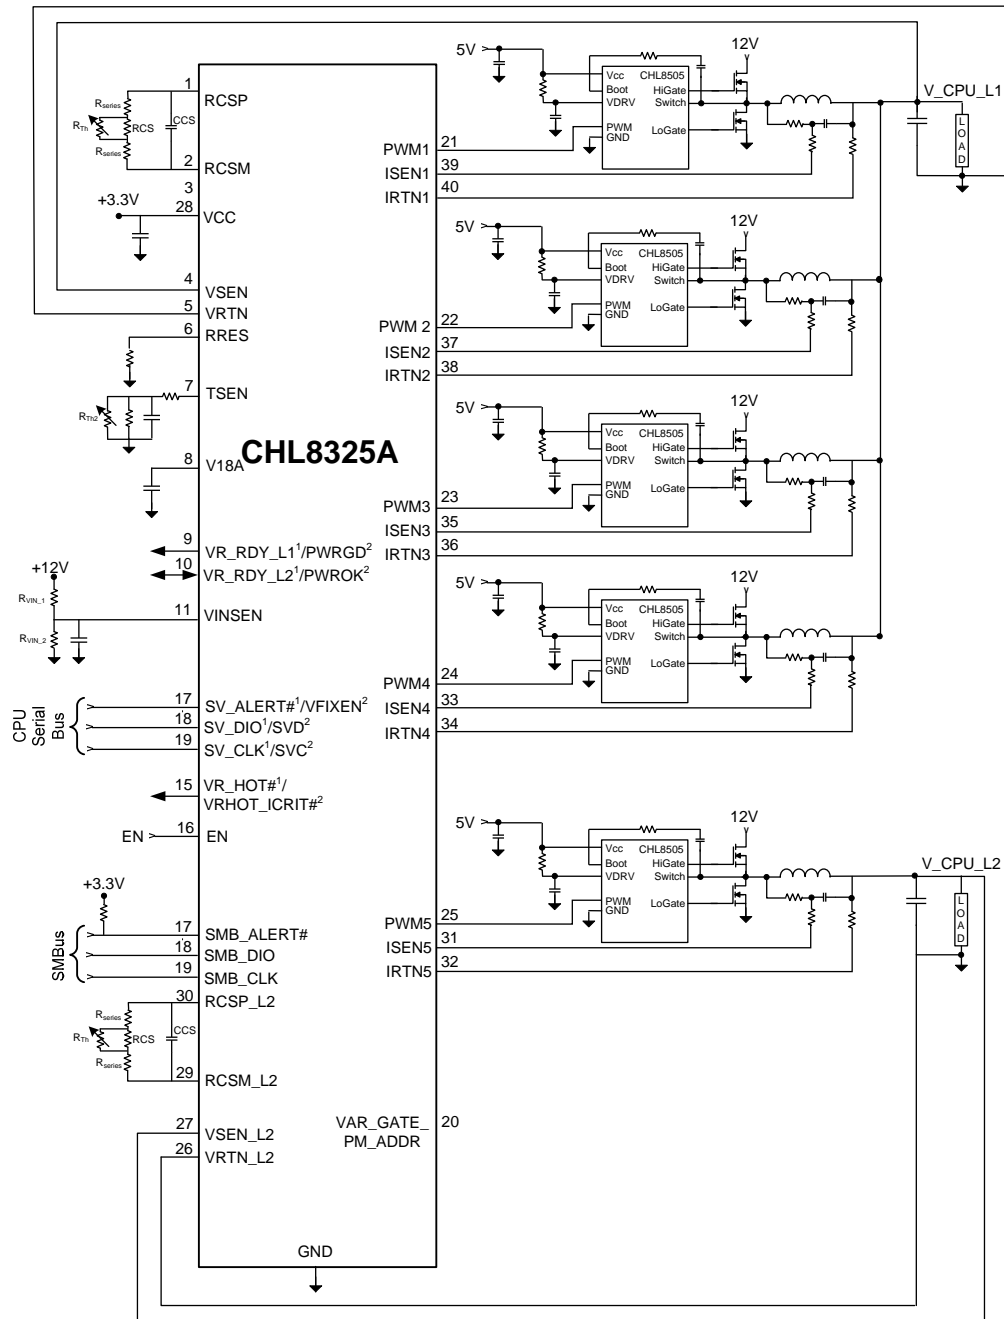 CHL8325A
1
RCSP
Rseries
RTh
RCS
CCS
Rseries
2
RCSM
3
+3.3V
28
VCC
4
VSEN
5
VRTN
6
RRES
7
TSEN
RTh2
8
V18A
9
VR_RDY_L1¹/PWRGD²
10
VR_RDY_L2¹/PWROK²
+12V
RVIN_1
11
VINSEN
RVIN_2
CPU
Serial
Bus
17
SV_ALERT#¹/VFIXEN²
18
SV_DIO¹/SVD²
19
SV_CLK¹/SVC²
15
VR_HOT#¹/
VRHOT_ICRIT#²
16
EN
EN
+3.3V
SMBus
17
SMB_ALERT#
18
SMB_DIO
19
SMB_CLK
30
RCSP_L2
Rseries
RTh
RCS
CCS
Rseries
29
RCSM_L2
27
VSEN_L2
26
VRTN_L2
GND
VAR_GATE_
PM_ADDR
20
PWM1
21
ISEN1
39
IRTN1
40
5V
12V
Vcc
CHL8505
Boot
HiGate
VDRV
Switch
PWM
LoGate
GND
V_CPU_L1
LOAD
PWM 2
22
ISEN2
37
IRTN2
38
5V
12V
Vcc
CHL8505
Boot
HiGate
VDRV
Switch
PWM
LoGate
GND
PWM3
23
ISEN3
35
IRTN3
36
5V
12V
Vcc
CHL8505
Boot
HiGate
VDRV
Switch
PWM
LoGate
GND
PWM4
24
ISEN4
33
IRTN4
34
5V
12V
Vcc
CHL8505
Boot
HiGate
VDRV
Switch
PWM
LoGate
GND
PWM5
25
ISEN5
31
IRTN5
32
5V
12V
Vcc
CHL8505
Boot
HiGate
VDRV
Switch
PWM
LoGate
GND
V_CPU_L2
LOAD